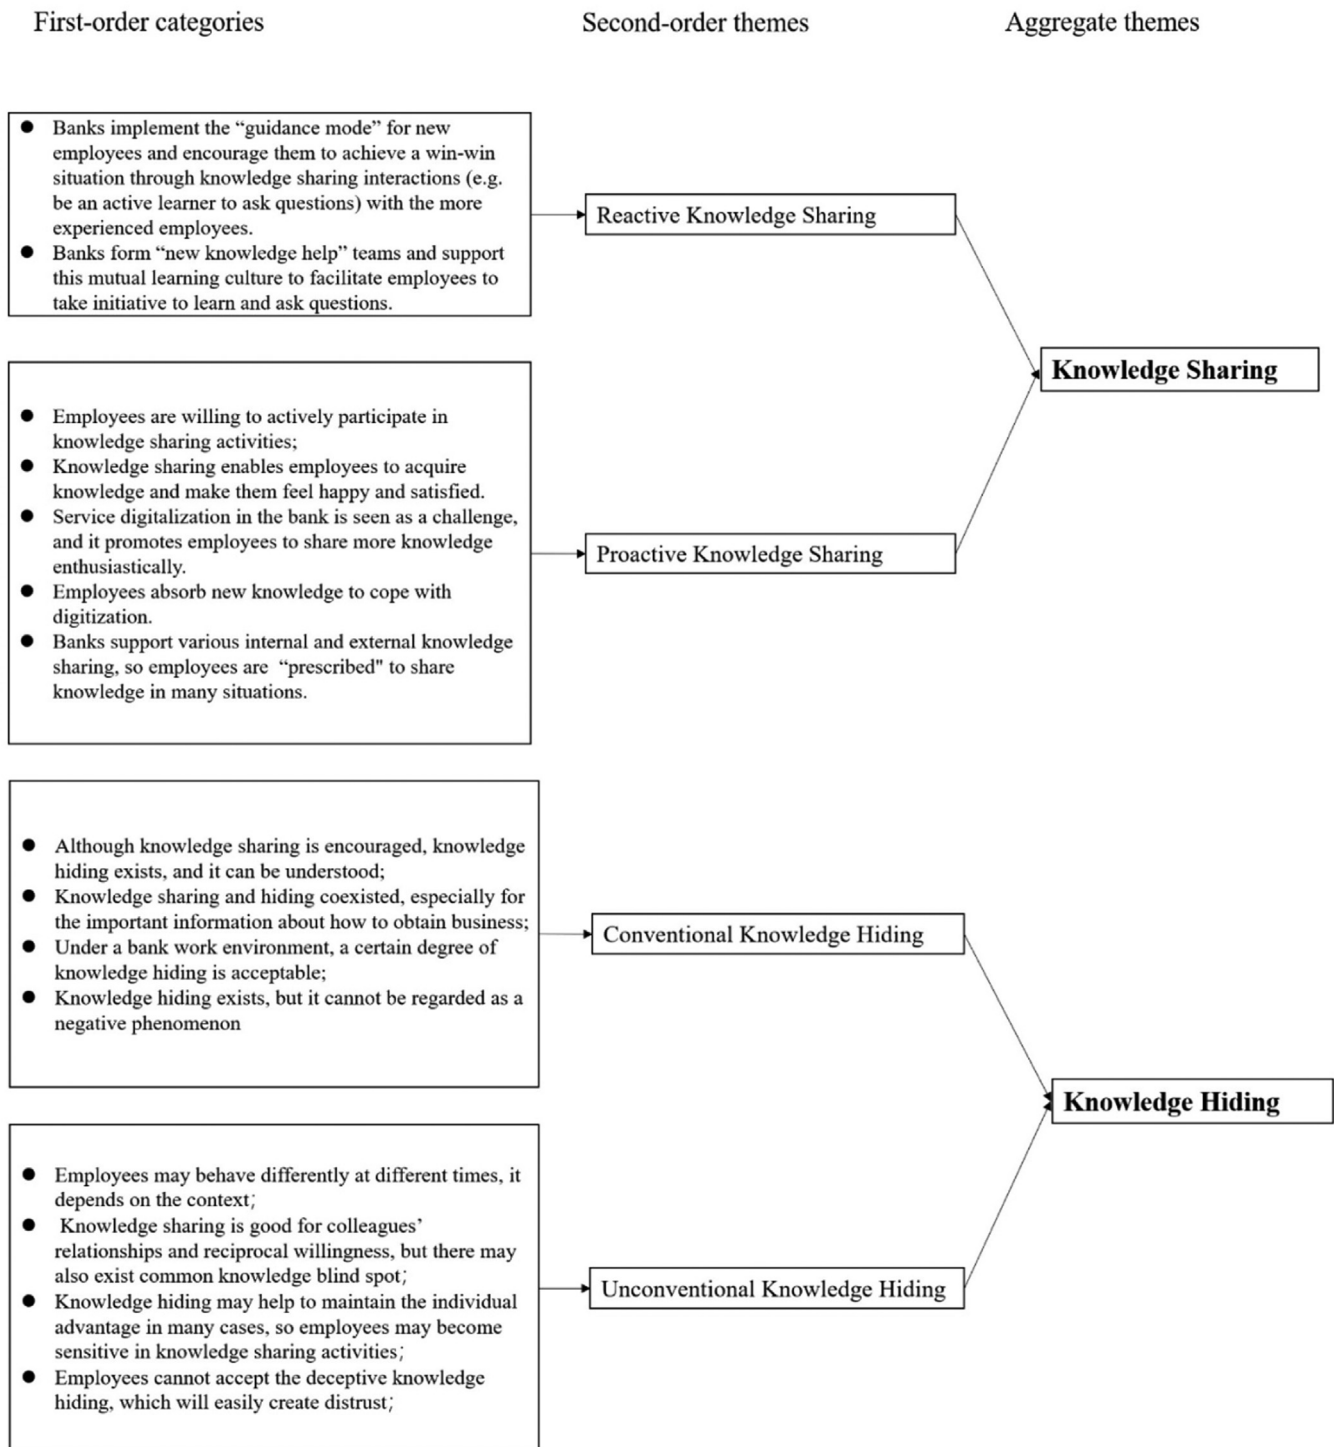 First-order categories
Second-order themes
Aggregate themes
● Banks implement the “guidance mode” for new
employees and encourage them to achieve a win-win
situation through knowledge sharing interactions (e.g.
be an active learner to ask questions) with the more
experienced employees.
● Banks form “new knowledge help” teams and support
this mutual learning culture to facilitate employees to
take initiative to learn and ask questions.
Reactive Knowledge Sharing
Knowledge Sharing
● Employees are willing to actively participate in
knowledge sharing activities;
● Knowledge sharing enables employees to acquire
knowledge and make them feel happy and satisfied.
● Service digitalization in the bank is seen as a challenge,
and it promotes employees to share more knowledge
enthusiastically.
● Employees absorb new knowledge to cope with
digitization.
● Banks support various internal and external knowledge
sharing, so employees are “prescribed" to share
knowledge in many situations.
Proactive Knowledge Sharing
● Although knowledge sharing is encouraged, knowledge
hiding exists, and it can be understood;
● Knowledge sharing and hiding coexisted, especially for
the important information about how to obtain business;
● Under a bank work environment, a certain degree of
knowledge hiding is acceptable;
● Knowledge hiding exists, but it cannot be regarded as a
negative phenomenon
Conventional Knowledge Hiding
Knowledge Hiding
● Employees may behave differently at different times, it
depends on the context;
● Knowledge sharing is good for colleagues’
relationships and reciprocal willingness, but there may
also exist common knowledge blind spot;
● Knowledge hiding may help to maintain the individual
advantage in many cases, so employees may become
sensitive in knowledge sharing activities;
● Employees cannot accept the deceptive knowledge
hiding, which will easily create distrust;
Unconventional Knowledge Hiding